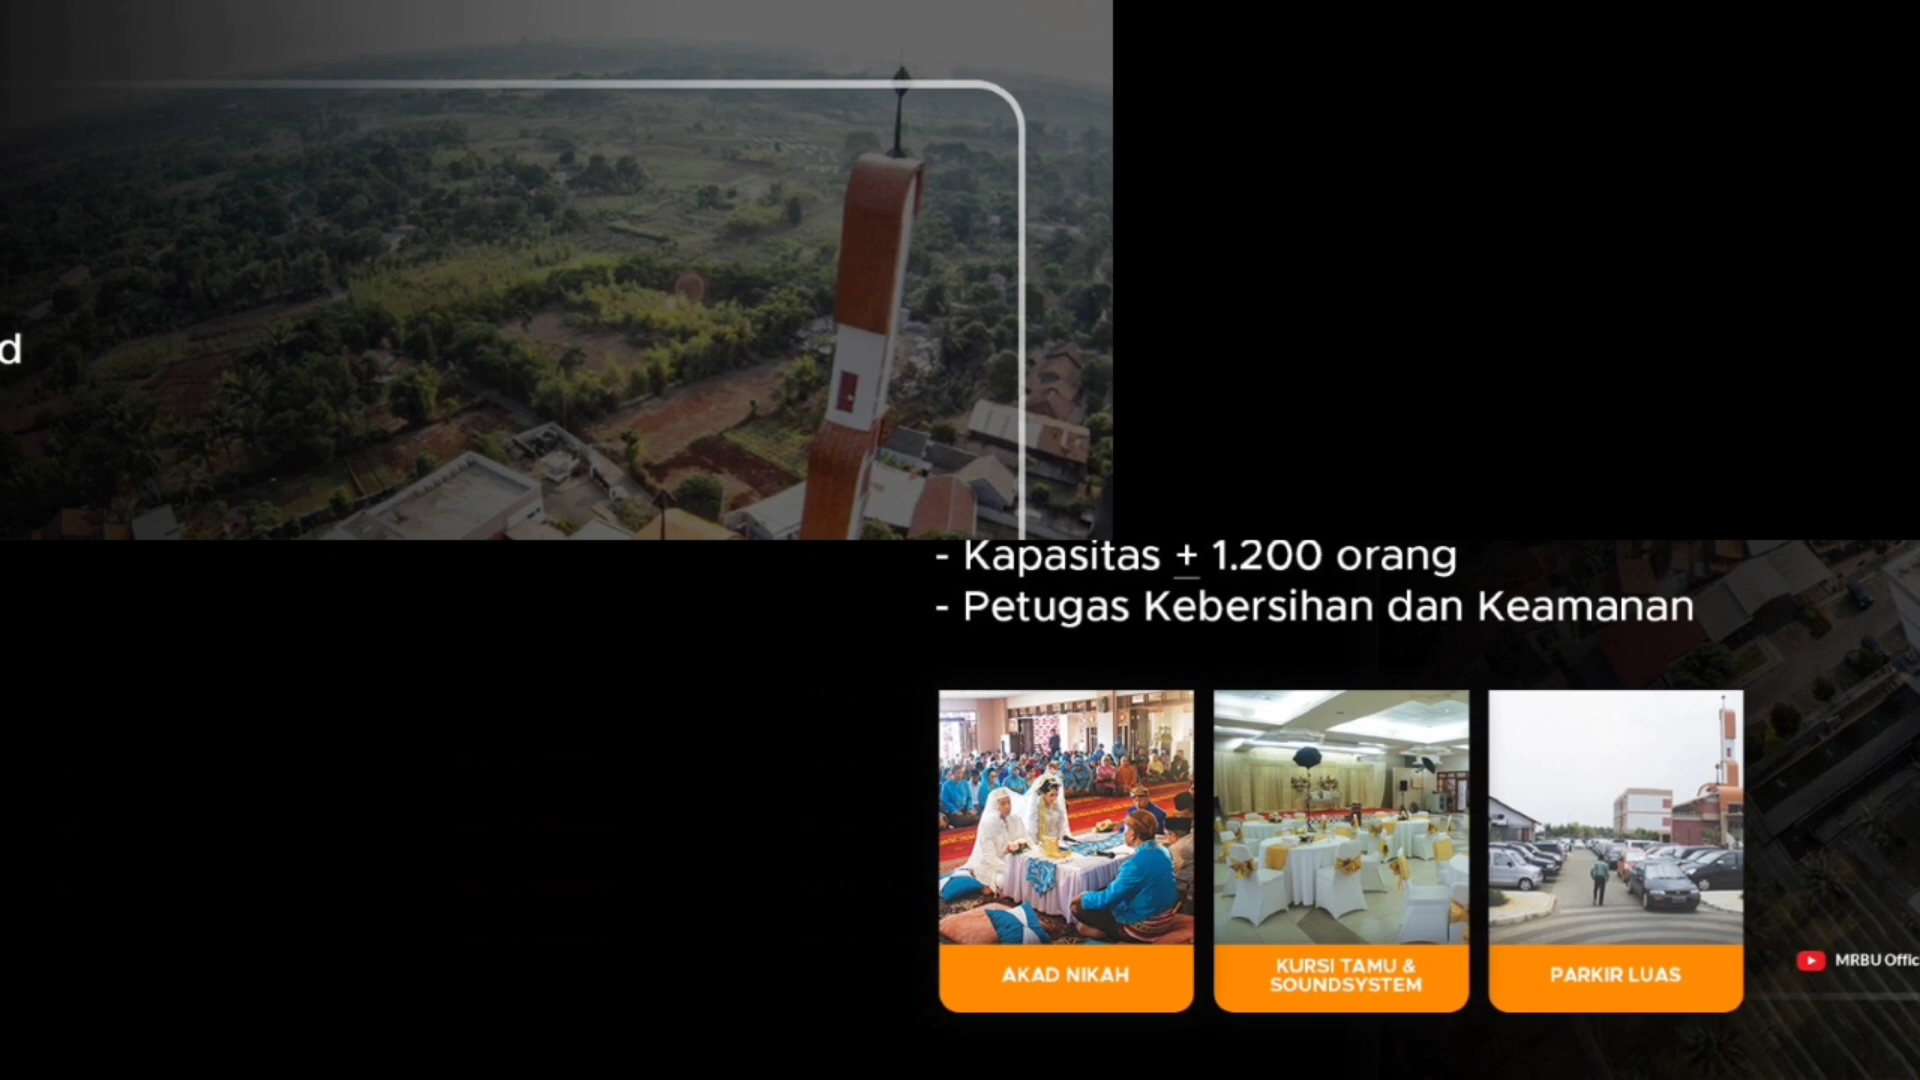 d
- Kapasitas + 1.200 orang
- Petugas Kebersihan dan Keamanan
AKAD NIKAH
KURSI TAMU &
SOUNDSYSTEM
PARKIR LUAS
MRBU Offic